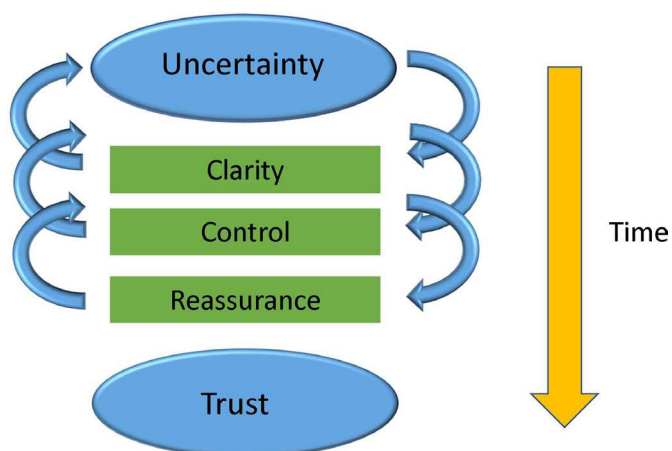 Uncertainty
Clarity
Control
Time
Reassurance
Trust